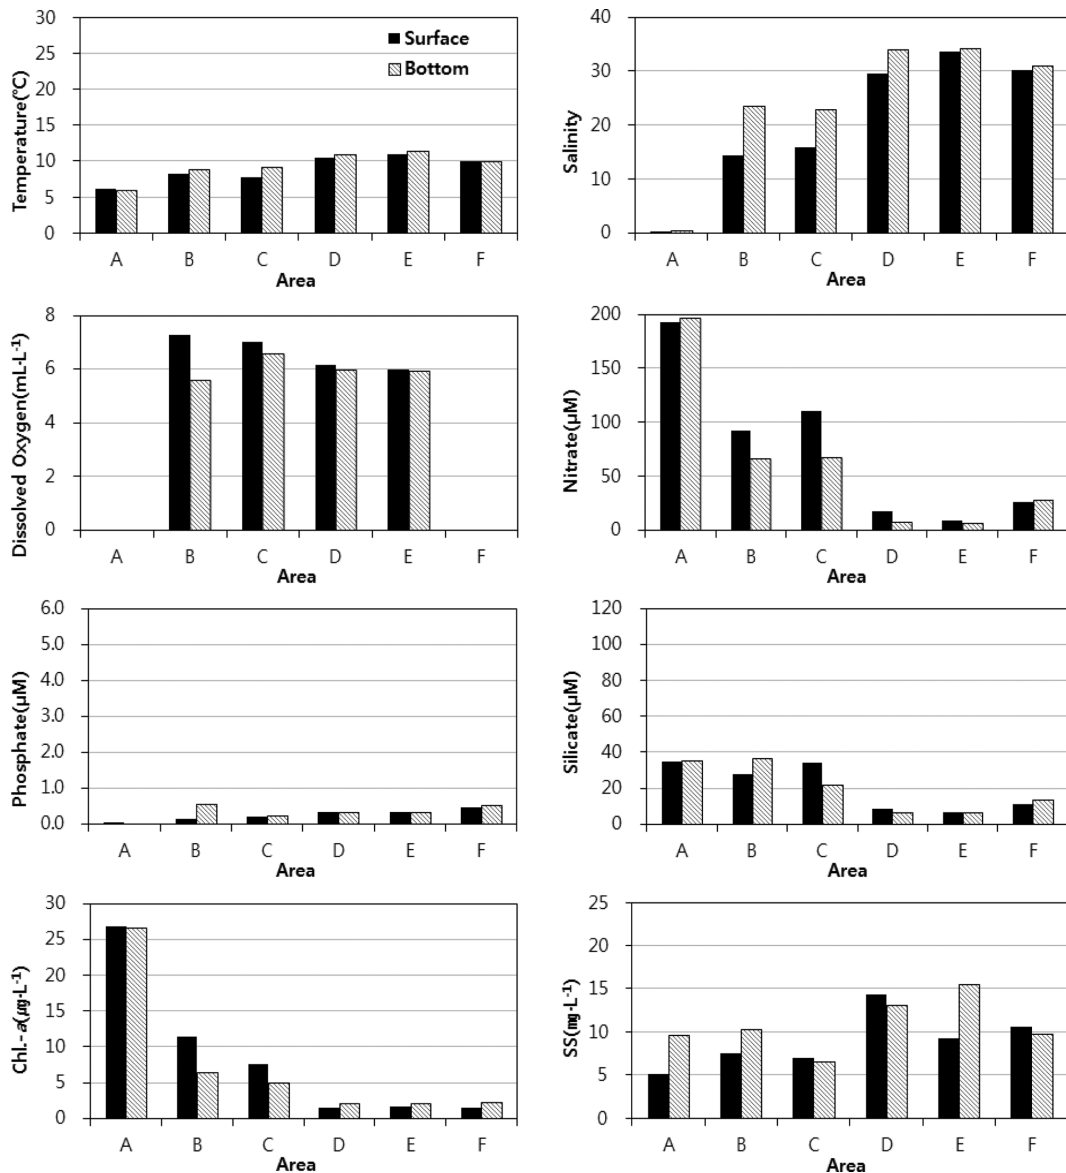 30
25
20
15
10
5
0
Temperature(℃)
Surface
Bottom
A B C D E F
Area
40
30
20
10
0
Salinity
A B C D E F
Area
8
6
4
2
0
Dissolved Oxygen(mL·L-1)
A B C D E F
Area
200
150
100
50
0
Nitrate(μM)
A B C D E F
Area
6.0
5.0
4.0
3.0
2.0
1.0
0.0
Phosphate(μM)
A B C D E F
Area
120
100
80
60
40
20
0
Silicate(μM)
A B C D E F
Area
30
25
20
15
10
5
0
Chl.-a(㎍·L-1)
A B C D E F
Area
25
20
15
10
5
0
SS(㎎·L-1)
A B C D E F
Area